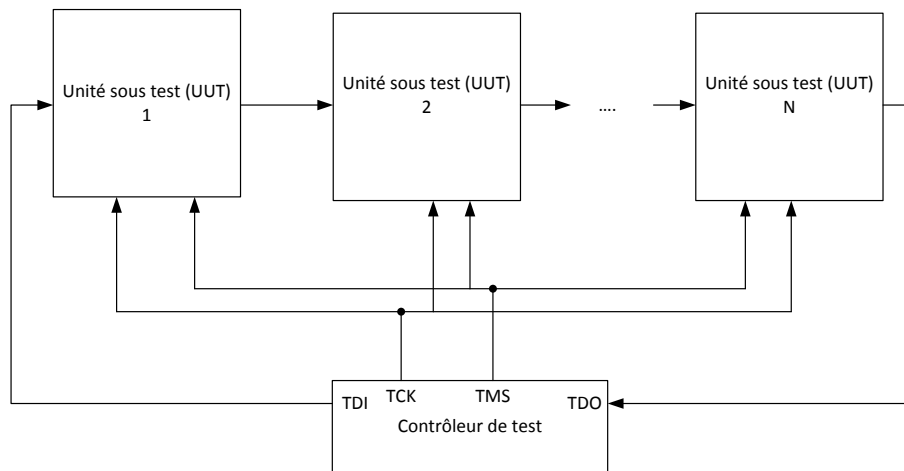 Unité sous test (UUT)
1
Unité sous test (UUT)
2
....
Unité sous test (UUT)
N
TDI
TCK
TMS
TDO
Contrôleur de test